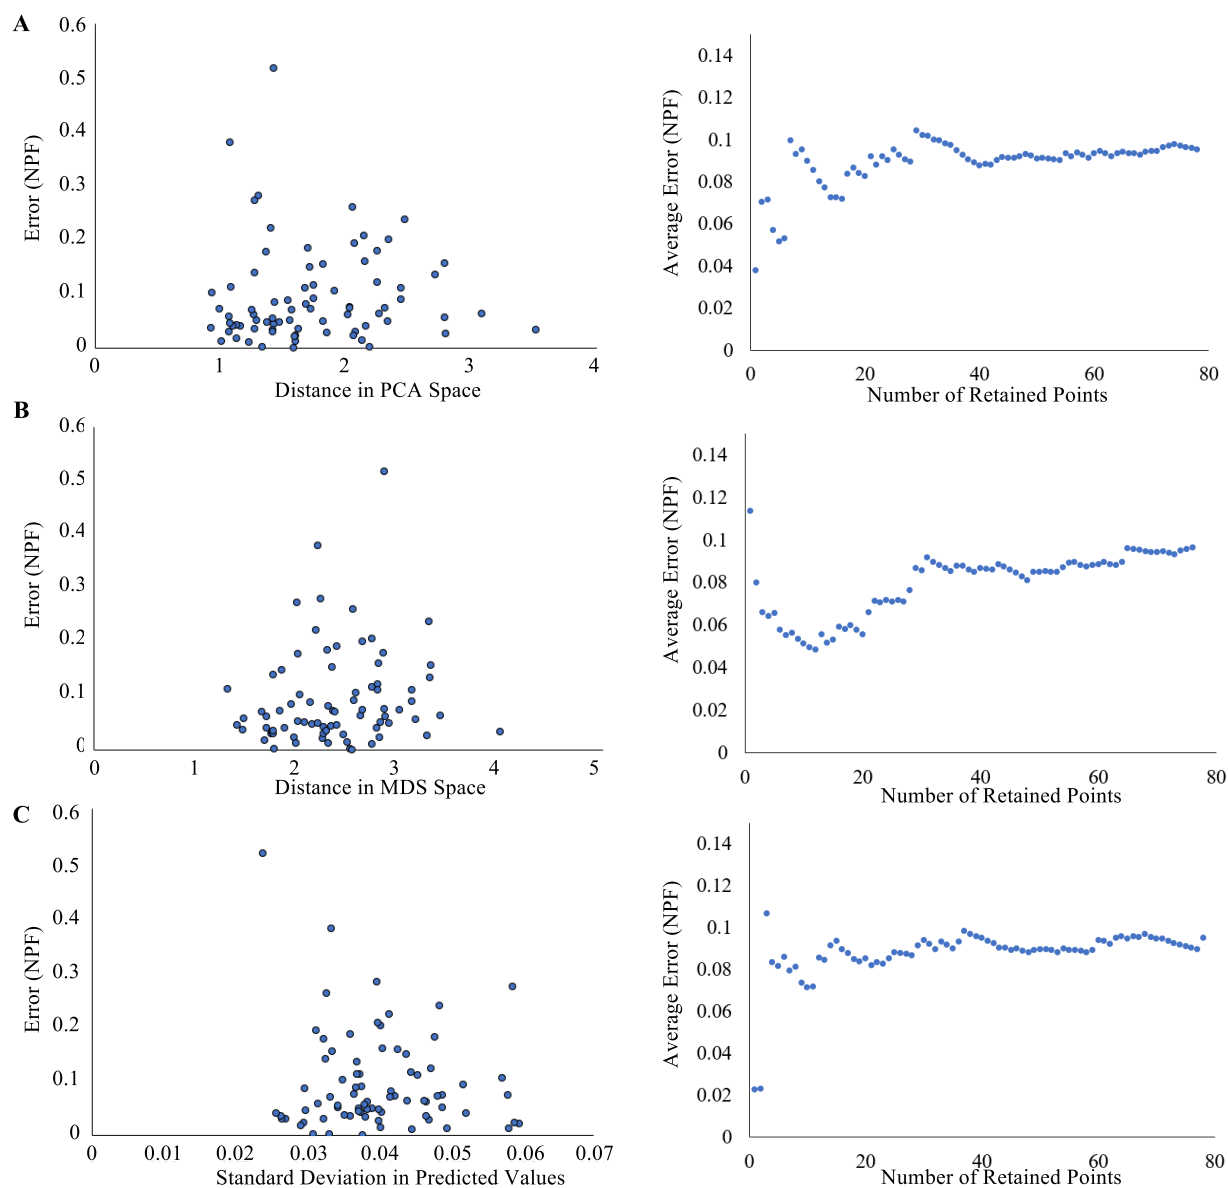 A
0.6
0.5
0.4
0.3
0.2
0.1
0
Error (NPF)
0 1 2 3 4
Distance in PCA Space
0.14
0.12
0.1
0.08
0.06
0.04
0.02
0
Average Error (NPF)
0 20 40 60 80
Number of Retained Points
B
0.6
0.5
0.4
0.3
0.2
0.1
0
Error (NPF)
0 1 2 3 4 5
Distance in MDS Space
0.14
0.12
0.1
0.08
0.06
0.04
0.02
0
Average Error (NPF)
0 20 40 60 80
Number of Retained Points
C
0.6
0.5
0.4
0.3
0.2
0.1
0
Error (NPF)
0 0.01 0.02 0.03 0.04 0.05 0.06 0.07
Standard Deviation in Predicted Values
0.14
0.12
0.1
0.08
0.06
0.04
0.02
0
Average Error (NPF)
0 20 40 60 80
Number of Retained Points